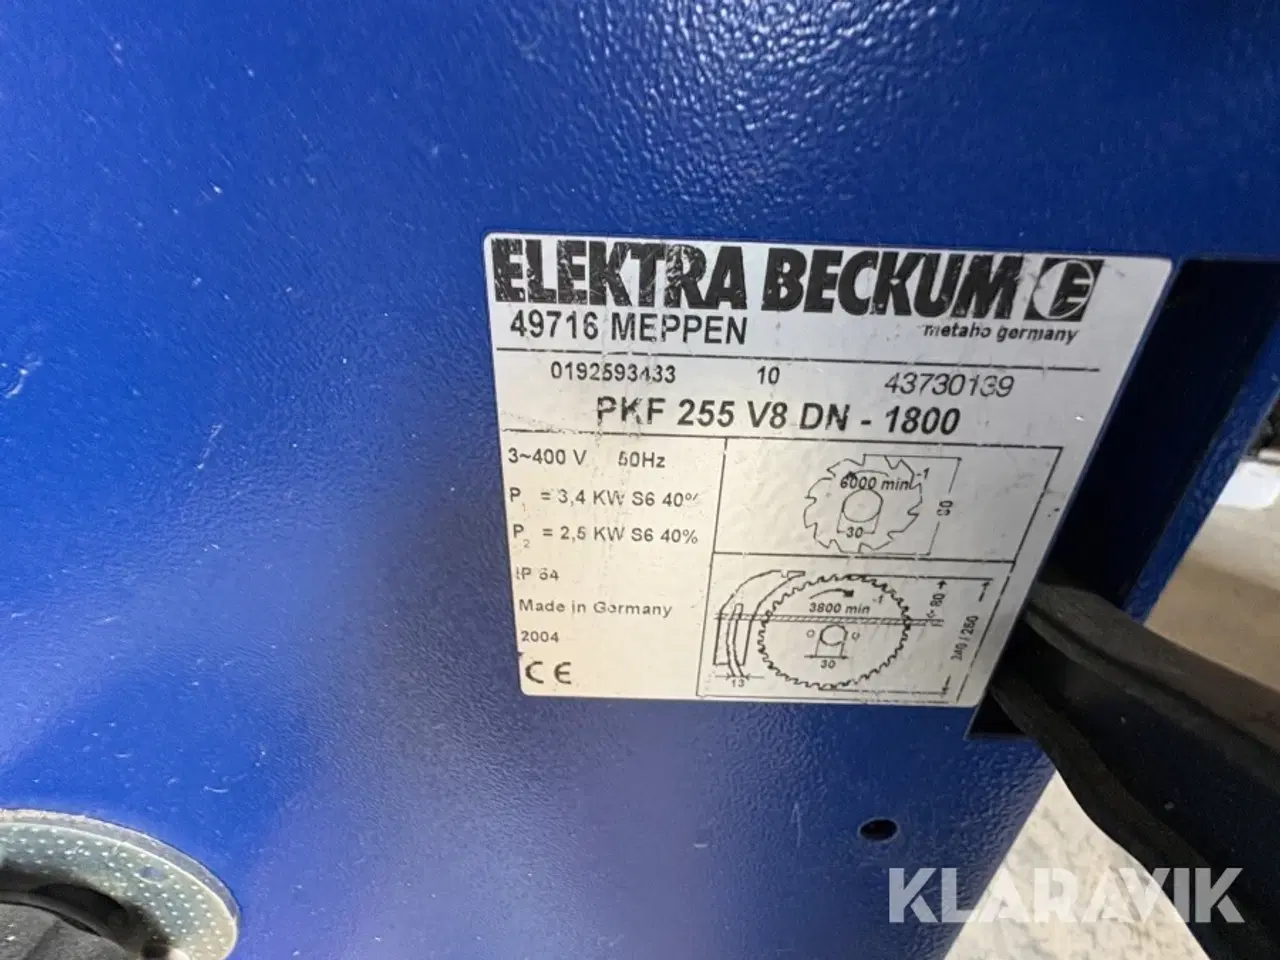 ELEKTRA BECKUM E
49716 MEPPEN
metabo germany
0192593433 10 43730139
PKF 255 V8 DN - 1800
3~400 V 50Hz
P1 = 3,4 KW S6 40%
P2 = 2,5 KW S6 40%
IP 54
Made in Germany
2004
CE
6000 min-1
30
3800 min-1
30
13
80
KLARAVIK